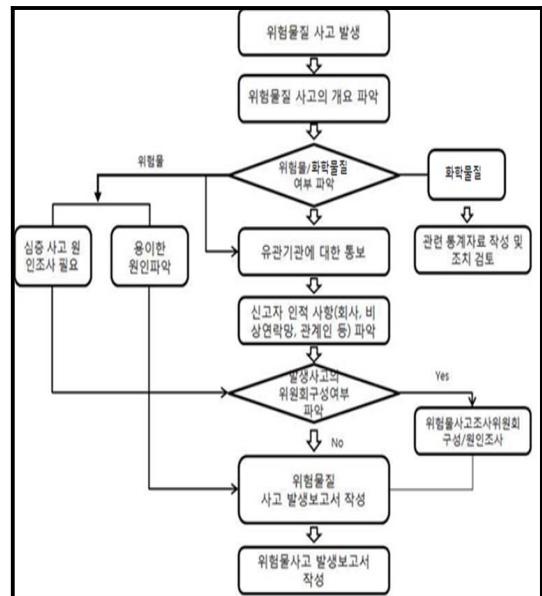 위험물질 사고 발생
위험물질 사고의 개요 파악
위험물
위험물/화학물질
여부 파악
화학물질
심층 사고 원
인조사 필요
용이한
원인파악
유관기관에 대한 통보
관련 통계자료 작성 및
조치 검토
신고자 인적 사항(회사, 비
상연락망, 관계인 등) 파악
발생사고의
위원회구성여부
파악
Yes
위험물사고조사위원회
구성/원인조사
No
위험물질
사고 발생보고서 작성
위험물사고 발생보고서
작성